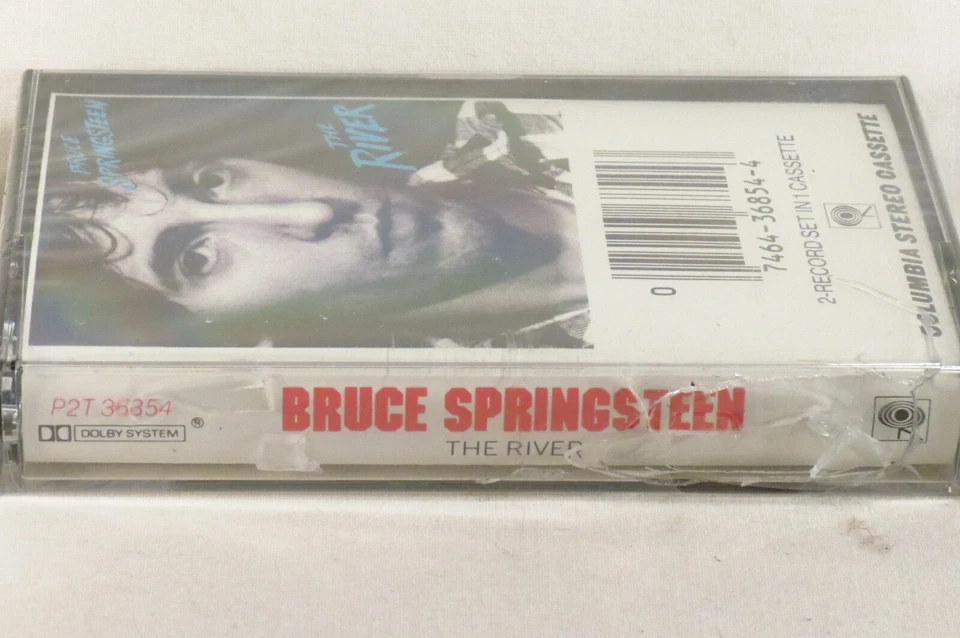 BRUCE
SPRINGSTEEN
THE
RIVER
0
7464-36854-4
2-RECORD SET IN 1 CASSETTE
COLUMBIA STEREO CASSETTE
P2T 36854
DOLBY SYSTEM ®
BRUCE SPRINGSTEEN
THE RIVER